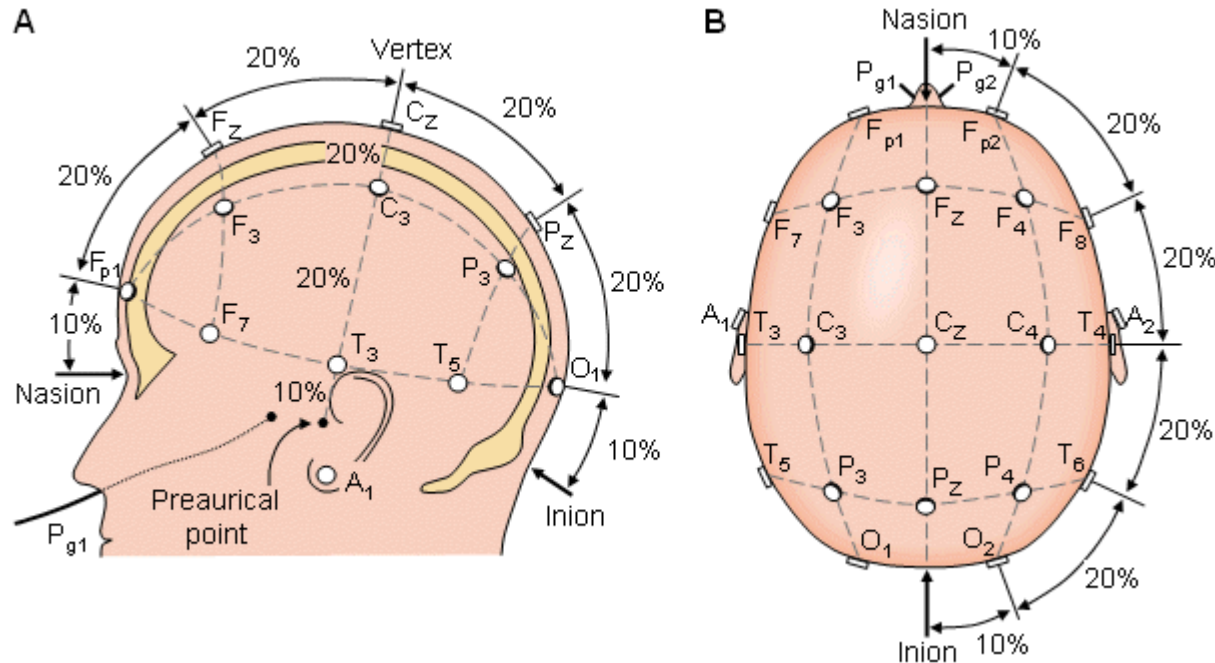 A
20%
Vertex
20%
FZ
CZ
20%
20%
F3
C3
PZ
Fp1
20%
P3
20%
10%
F7
T3
T5
O1
Nasion
10%
10%
Preaurical
point
A1
Inion
Pg1
B
Nasion
10%
Pg1
Pg2
Fp1
Fp2
20%
F7
F3
FZ
F4
F8
20%
A1
T3
C3
CZ
C4
T4
A2
20%
T5
P3
PZ
P4
T6
O1
O2
20%
10%
Inion